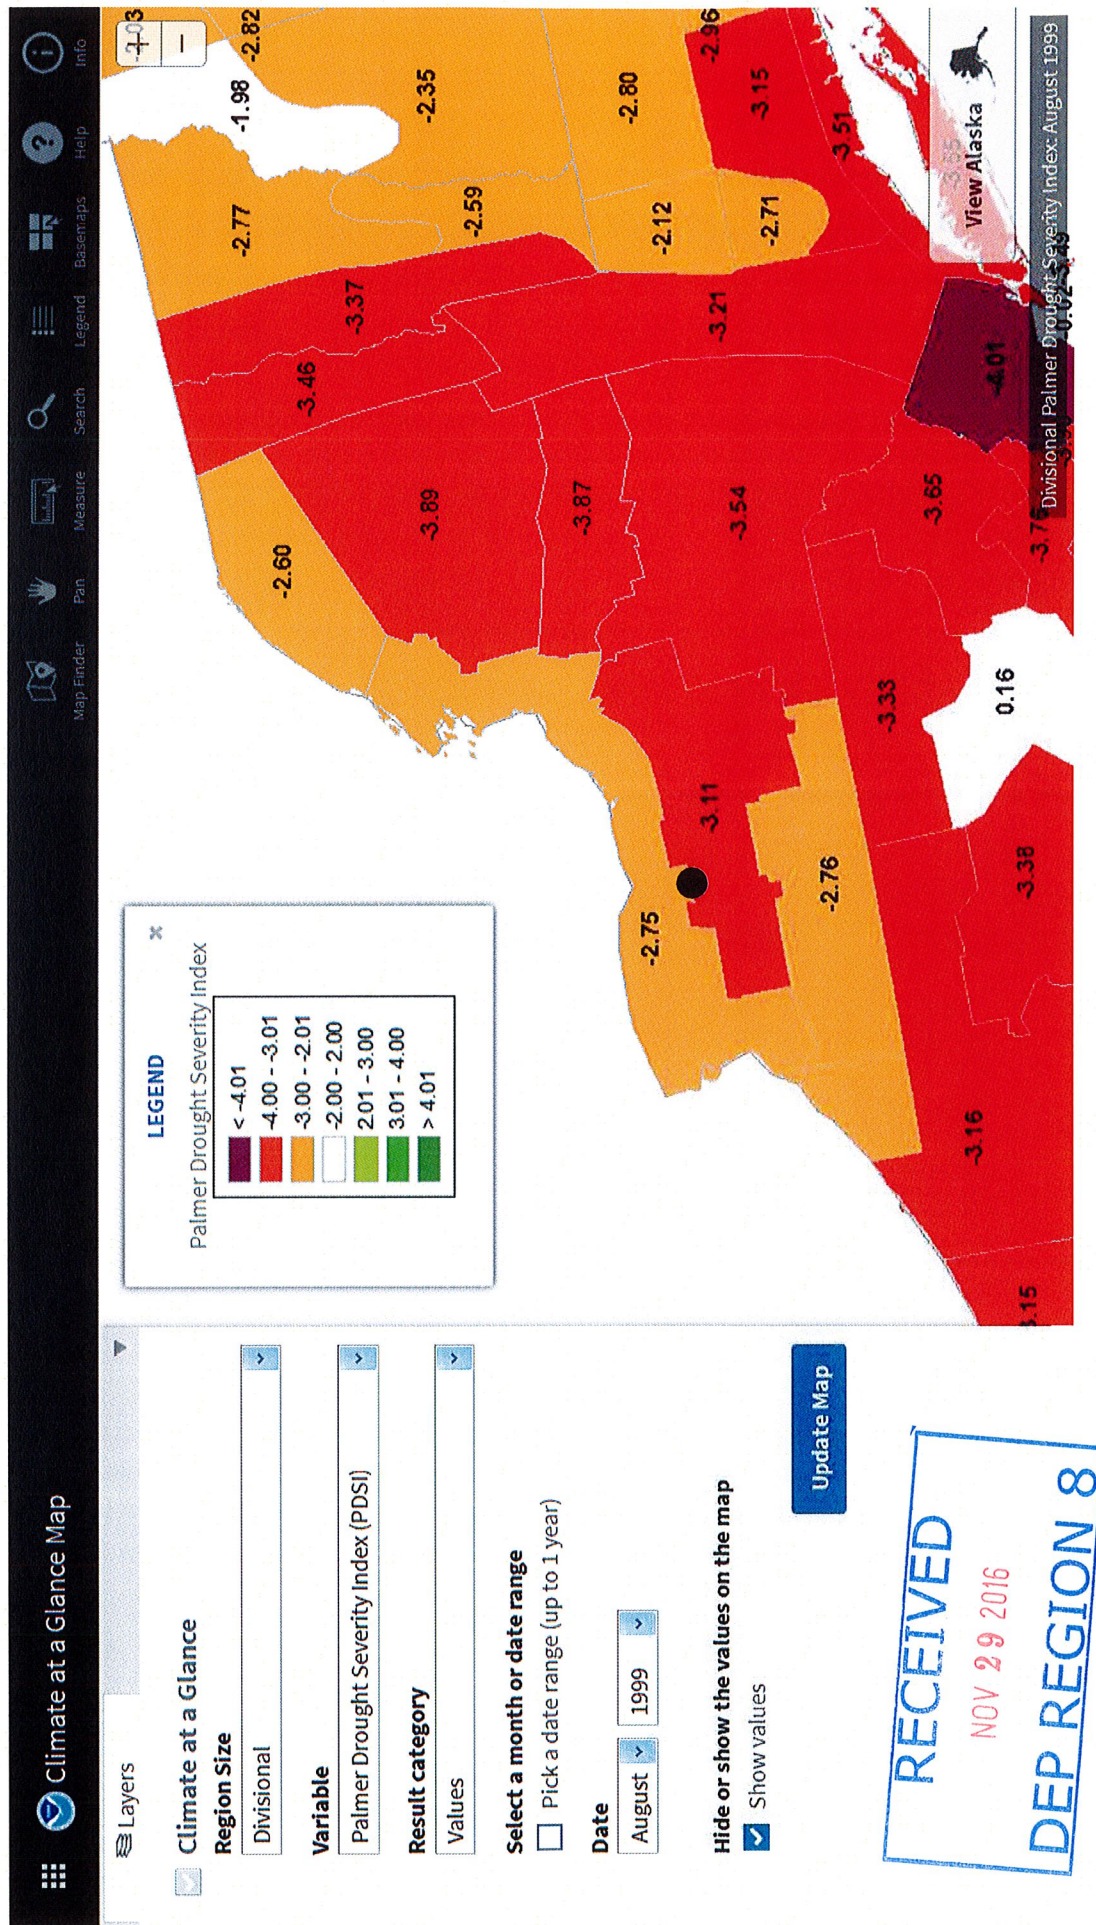 Climate at a Glance Map
Map Finder
Pan
Measure
Search
Legend
Basemaps
Help
Info
Layers
Climate at a Glance
Region Size
Divisional
Variable
Palmer Drought Severity Index (PDSI)
Result category
Values
Select a month or date range
Pick a date range (up to 1 year)
Date
August 1999
Hide or show the values on the map
Show values
Update Map
LEGEND
Palmer Drought Severity Index
< -4.01
-4.00 - -3.01
-3.00 - -2.01
-2.00 - 2.00
2.01 - 3.00
3.01 - 4.00
> 4.01
+
−
-2.82
-1.98
-2.77
-2.35
-2.59
-3.37
-3.46
-2.60
-3.89
-3.87
-2.80
-2.12
-2.96
-3.15
-2.71
-3.21
-3.54
-3.11
-2.75
-2.76
-3.51
-3.55
-3.33
-3.65
-4.01
0.16
-3.38
-3.16
View Alaska
Divisional Palmer Drought Severity Index: August 1999
RECEIVED
NOV 29 2016
DEP REGION 8